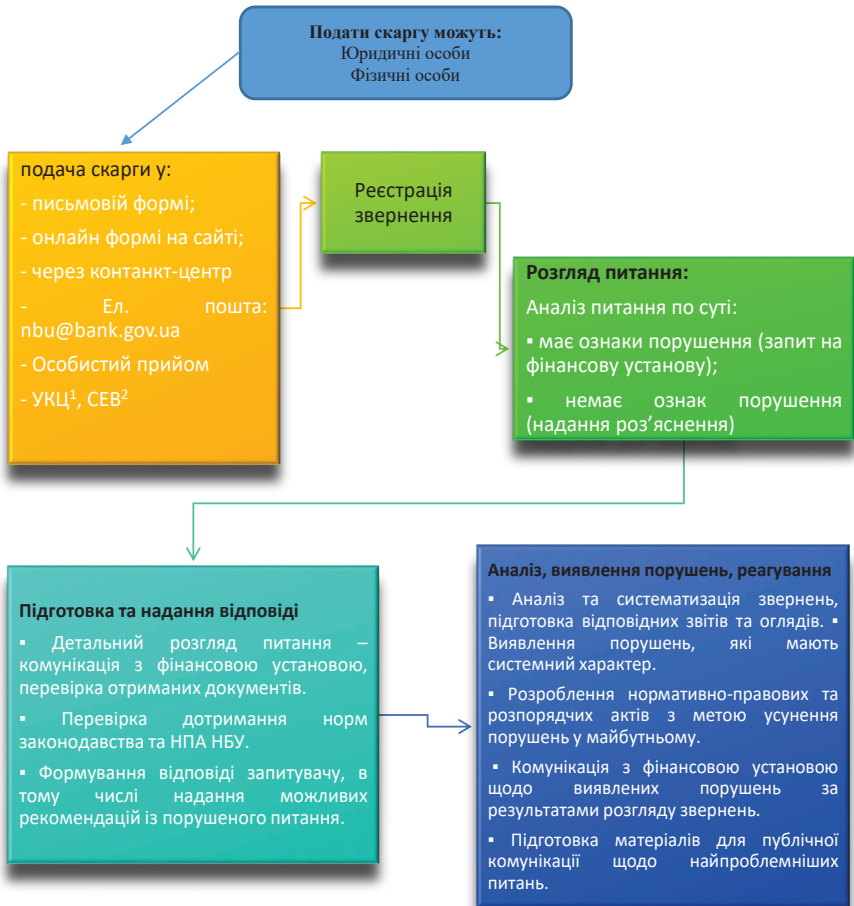 Подати скаргу можуть:
Юридичні особи
Фізичні особи
подача скарги у:
- письмовій формі;
- онлайн формі на сайті;
- через контанкт-центр
- Ел. пошта:
nbu@bank.gov.ua
- Особистий прийом
- УКЦ¹, СЕВ²
Реєстрація
звернення
Розгляд питання:
Аналіз питання по суті:
▪ має ознаки порушення (запит на
фінансову установу);
▪ немає ознак порушення
(надання роз’яснення)
Підготовка та надання відповіді
▪ Детальний розгляд питання –
комунікація з фінансовою установою,
перевірка отриманих документів.
▪ Перевірка дотримання норм
законодавства та НПА НБУ.
▪ Формування відповіді запитувачу, в
тому числі надання можливих
рекомендацій із порушеного питання.
Аналіз, виявлення порушень, реагування
▪ Аналіз та систематизація звернень,
підготовка відповідних звітів та оглядів. ▪
Виявлення порушень, які мають
системний характер.
▪ Розроблення нормативно-правових та
розпорядчих актів з метою усунення
порушень у майбутньому.
▪ Комунікація з фінансовою установою
щодо виявлених порушень за
результатами розгляду звернень.
▪ Підготовка матеріалів для публічної
комунікації щодо найпроблемніших
питань.